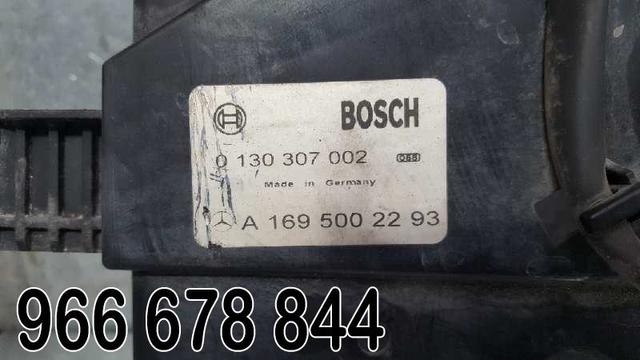 BOSCH
0 130 307 002
Made in Germany
A 169 500 22 93
966 678 844